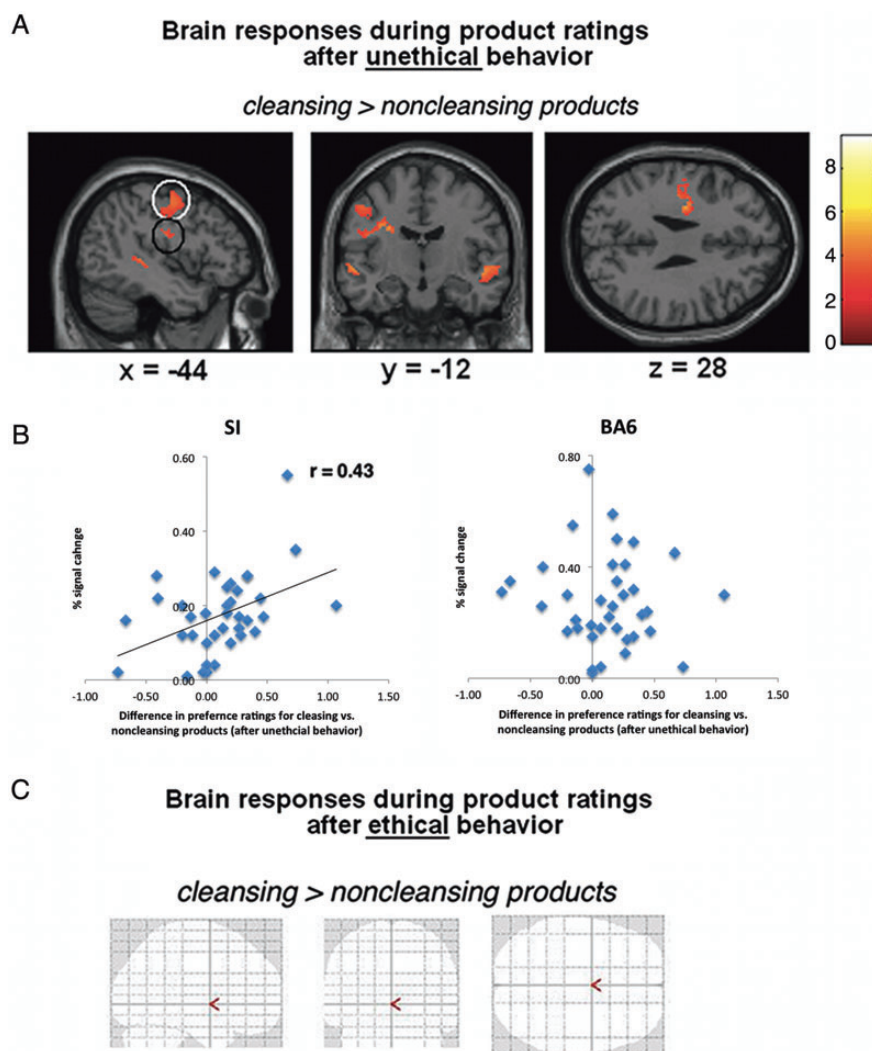 A
Brain responses during product ratings
after unethical behavior
cleansing > noncleansing products
8
6
4
2
0
x = -44
y = -12
z = 28
B
SI
r = 0.43
% signal cahnge
0.60
0.40
0.20
0.00
-1.00
-0.50
0.00
0.50
1.00
1.50
Difference in prefernce ratings for cleasing vs.
noncleansing products (after unethcial behavior)
BA6
% signal change
0.80
0.40
0.00
-1.00
-0.50
0.00
0.50
1.00
1.50
Difference in preference ratings for cleansing vs.
noncleansing products (after unethical behavior)
C
Brain responses during product ratings
after ethical behavior
cleansing > noncleansing products